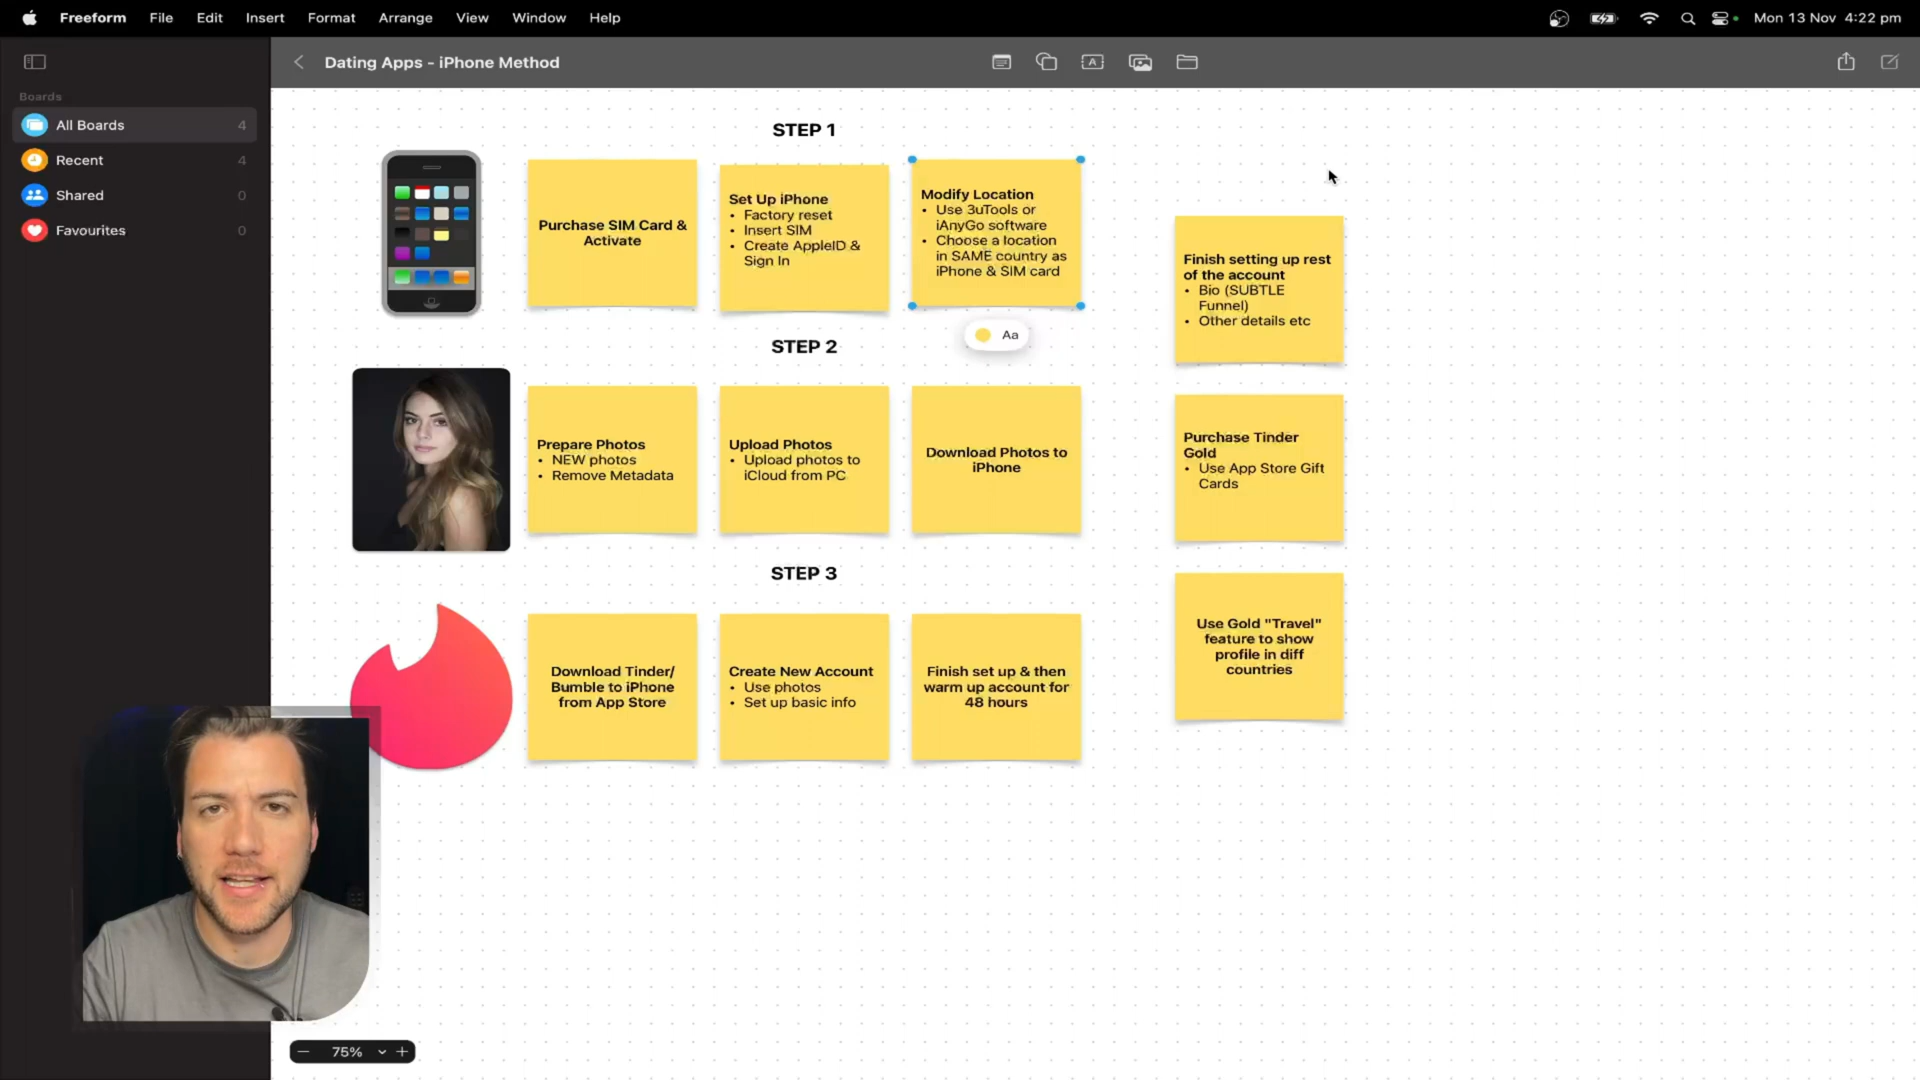 Freeform File Edit Insert Format Arrange View Window Help
Mon 13 Nov 4:22 pm
Dating Apps - iPhone Method
Boards
All Boards 4
Recent 4
Shared 0
Favourites 0
STEP 1
Purchase SIM Card &
Activate
Set Up iPhone
• Factory reset
• Insert SIM
• Create AppleID &
Sign In
Modify Location
• Use 3uTools or
iAnyGo software
• Choose a location
in SAME country as
iPhone & SIM card
Aa
STEP 2
Prepare Photos
• NEW photos
• Remove Metadata
Upload Photos
• Upload photos to
iCloud from PC
Download Photos to
iPhone
STEP 3
Download Tinder/
Bumble to iPhone
from App Store
Create New Account
• Use photos
• Set up basic info
Finish set up & then
warm up account for
48 hours
Finish setting up rest
of the account
• Bio (SUBTLE
Funnel)
• Other details etc
Purchase Tinder
Gold
• Use App Store Gift
Cards
Use Gold "Travel"
feature to show
profile in diff
countries
75%